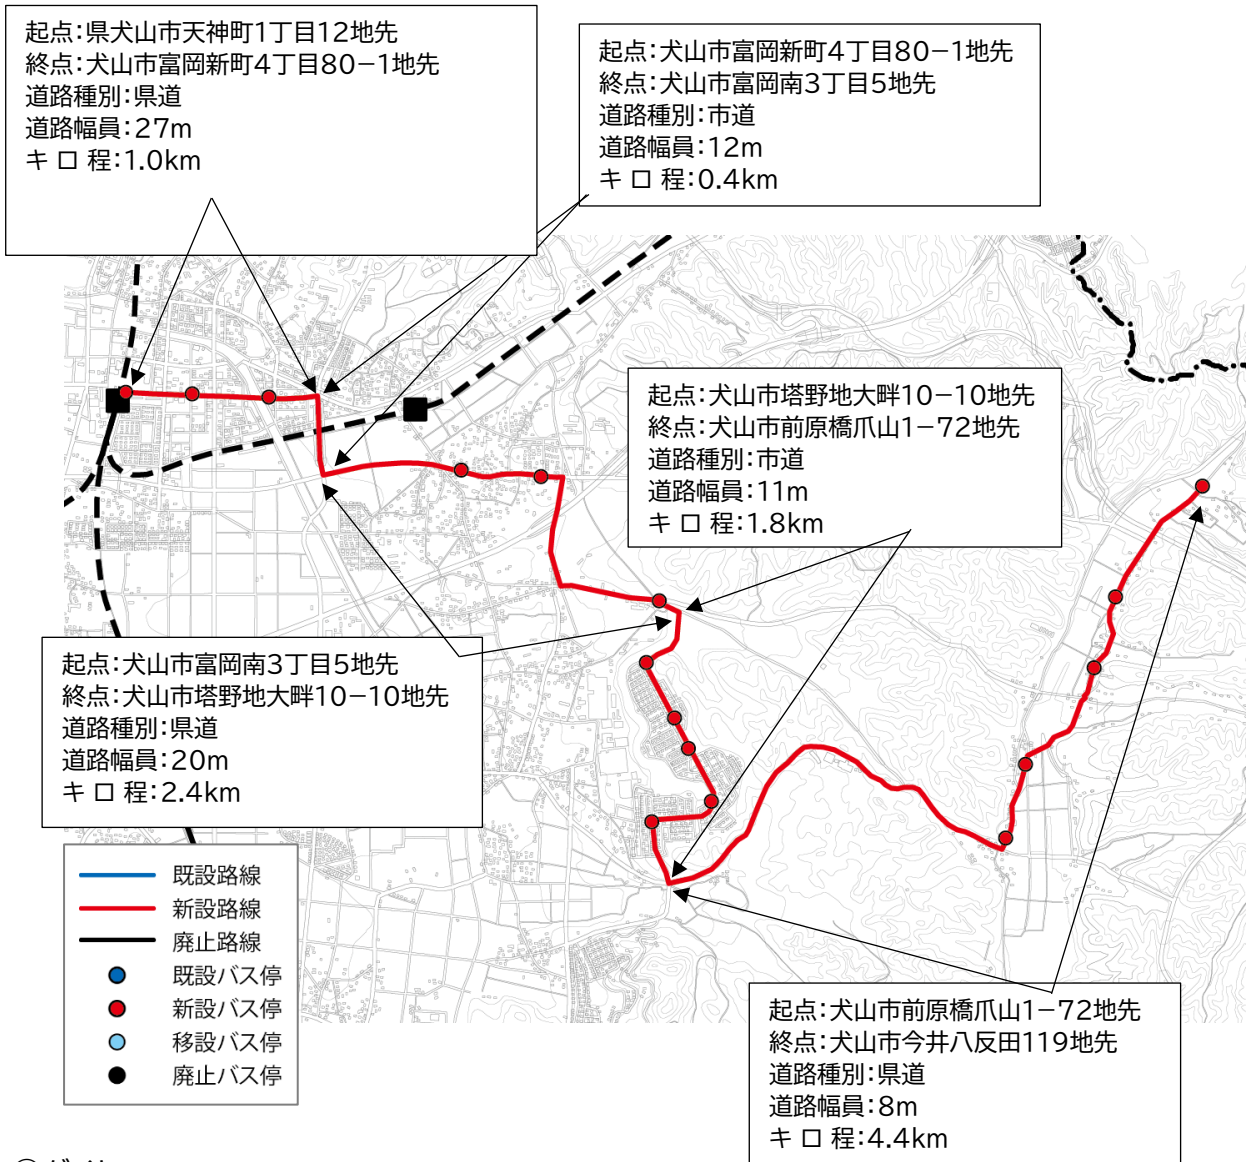 起点:県犬山市天神町1丁目12地先
終点:犬山市富岡新町4丁目80-1地先
道路種別:県道
道路幅員:27m
キ ロ 程:1.0km
起点:犬山市富岡新町4丁目80-1地先
終点:犬山市富岡南3丁目5地先
道路種別:市道
道路幅員:12m
キ ロ 程:0.4km
起点:犬山市塔野地大畔10-10地先
終点:犬山市前原橋爪山1-72地先
道路種別:市道
道路幅員:11m
キ ロ 程:1.8km
起点:犬山市富岡南3丁目5地先
終点:犬山市塔野地大畔10-10地先
道路種別:県道
道路幅員:20m
キ ロ 程:2.4km
既設路線
新設路線
廃止路線
既設バス停
新設バス停
移設バス停
廃止バス停
起点:犬山市前原橋爪山1-72地先
終点:犬山市今井八反田119地先
道路種別:県道
道路幅員:8m
キ ロ 程:4.4km